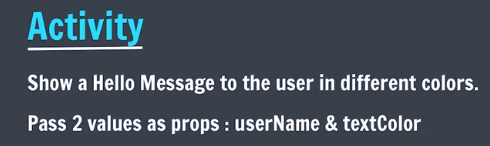 Activity
Show a Hello Message to the user in different colors.
Pass 2 values as props : userName & textColor